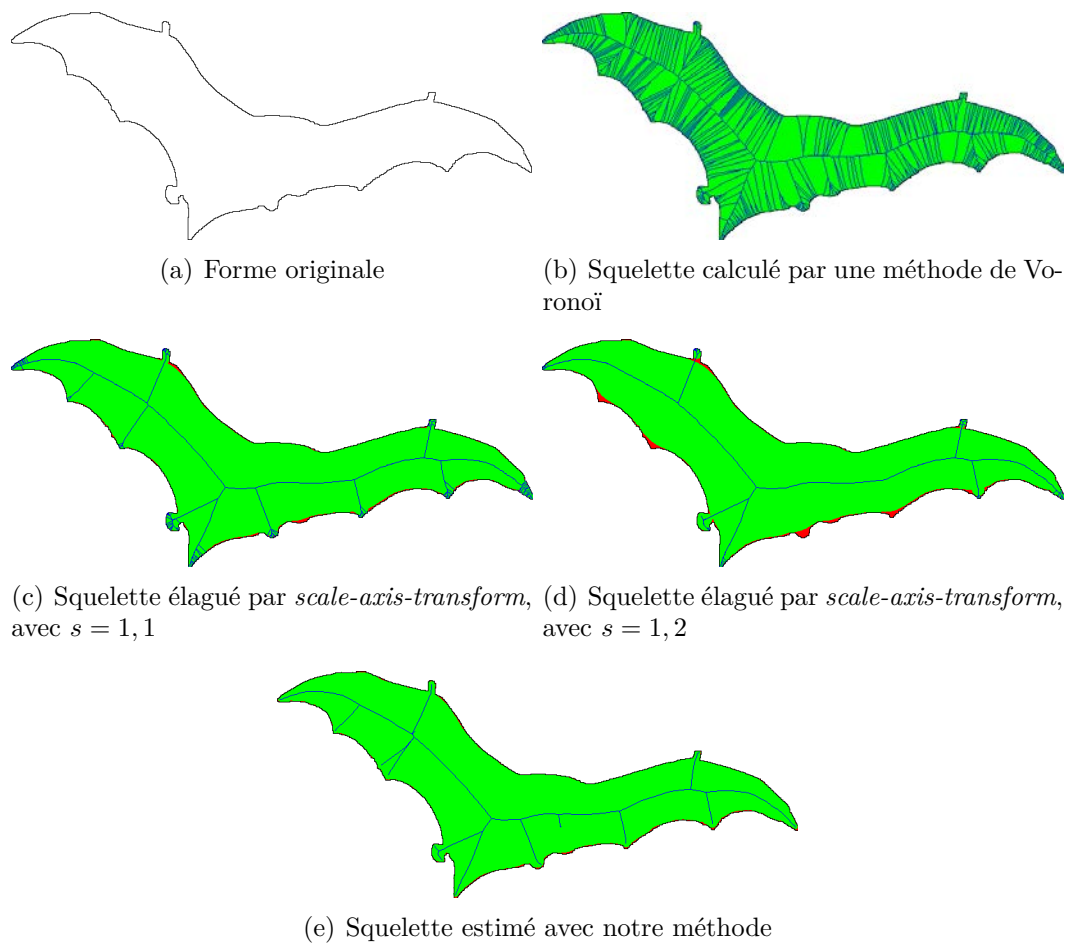 (a) Forme originale
(b) Squelette calculé par une méthode de Vo-
ronoï
(c) Squelette élagué par scale-axis-transform,
avec s = 1, 1
(d) Squelette élagué par scale-axis-transform,
avec s = 1, 2
(e) Squelette estimé avec notre méthode